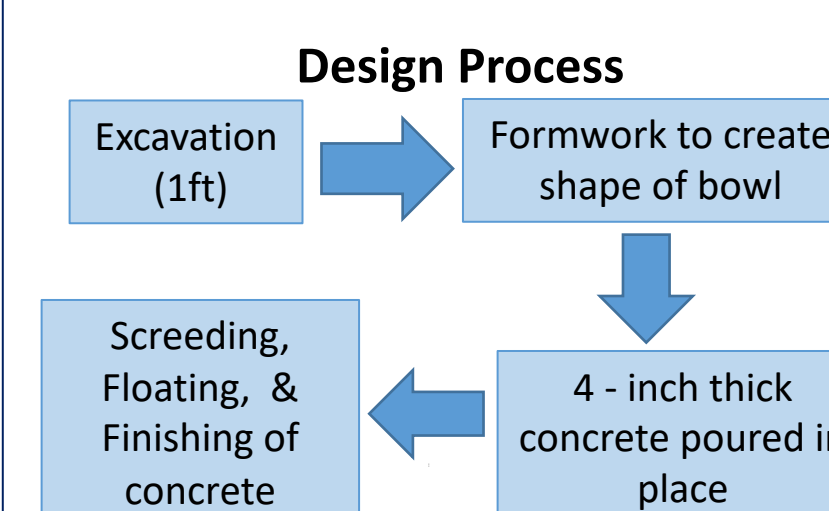 Design Process
Excavation
(1ft)
Formwork to create
shape of bowl
Screeding,
Floating,  &
Finishing of
concrete
4 - inch thick
concrete poured in
place